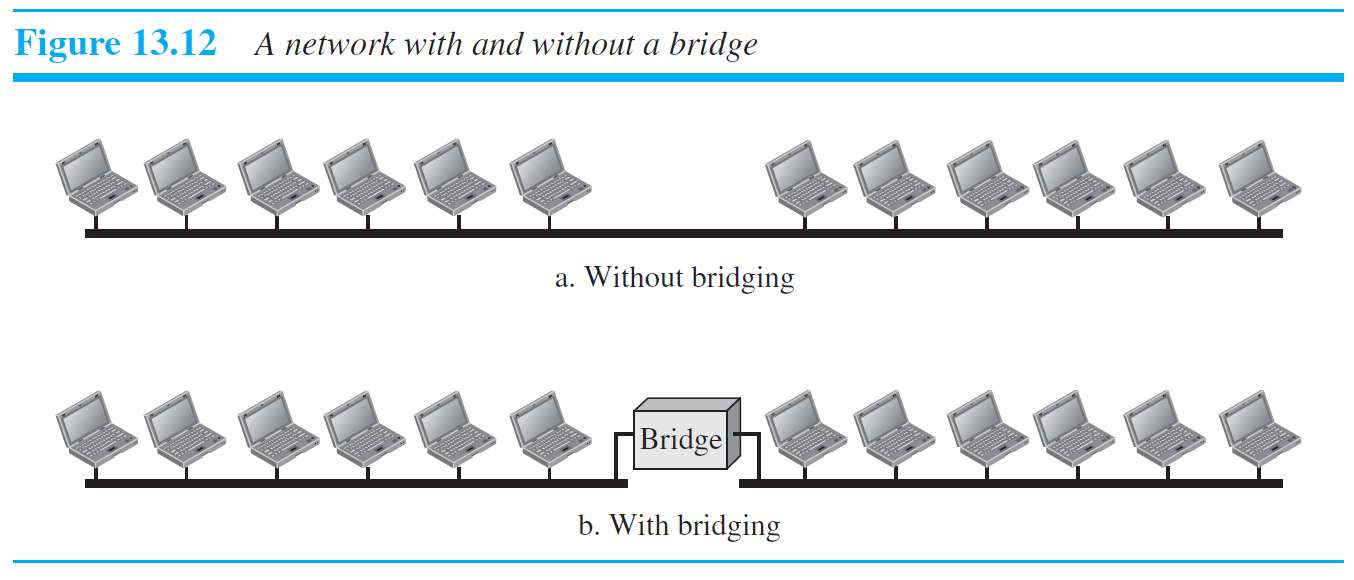 Figure 13.12 A network with and without a bridge
a. Without bridging
Bridge
b. With bridging